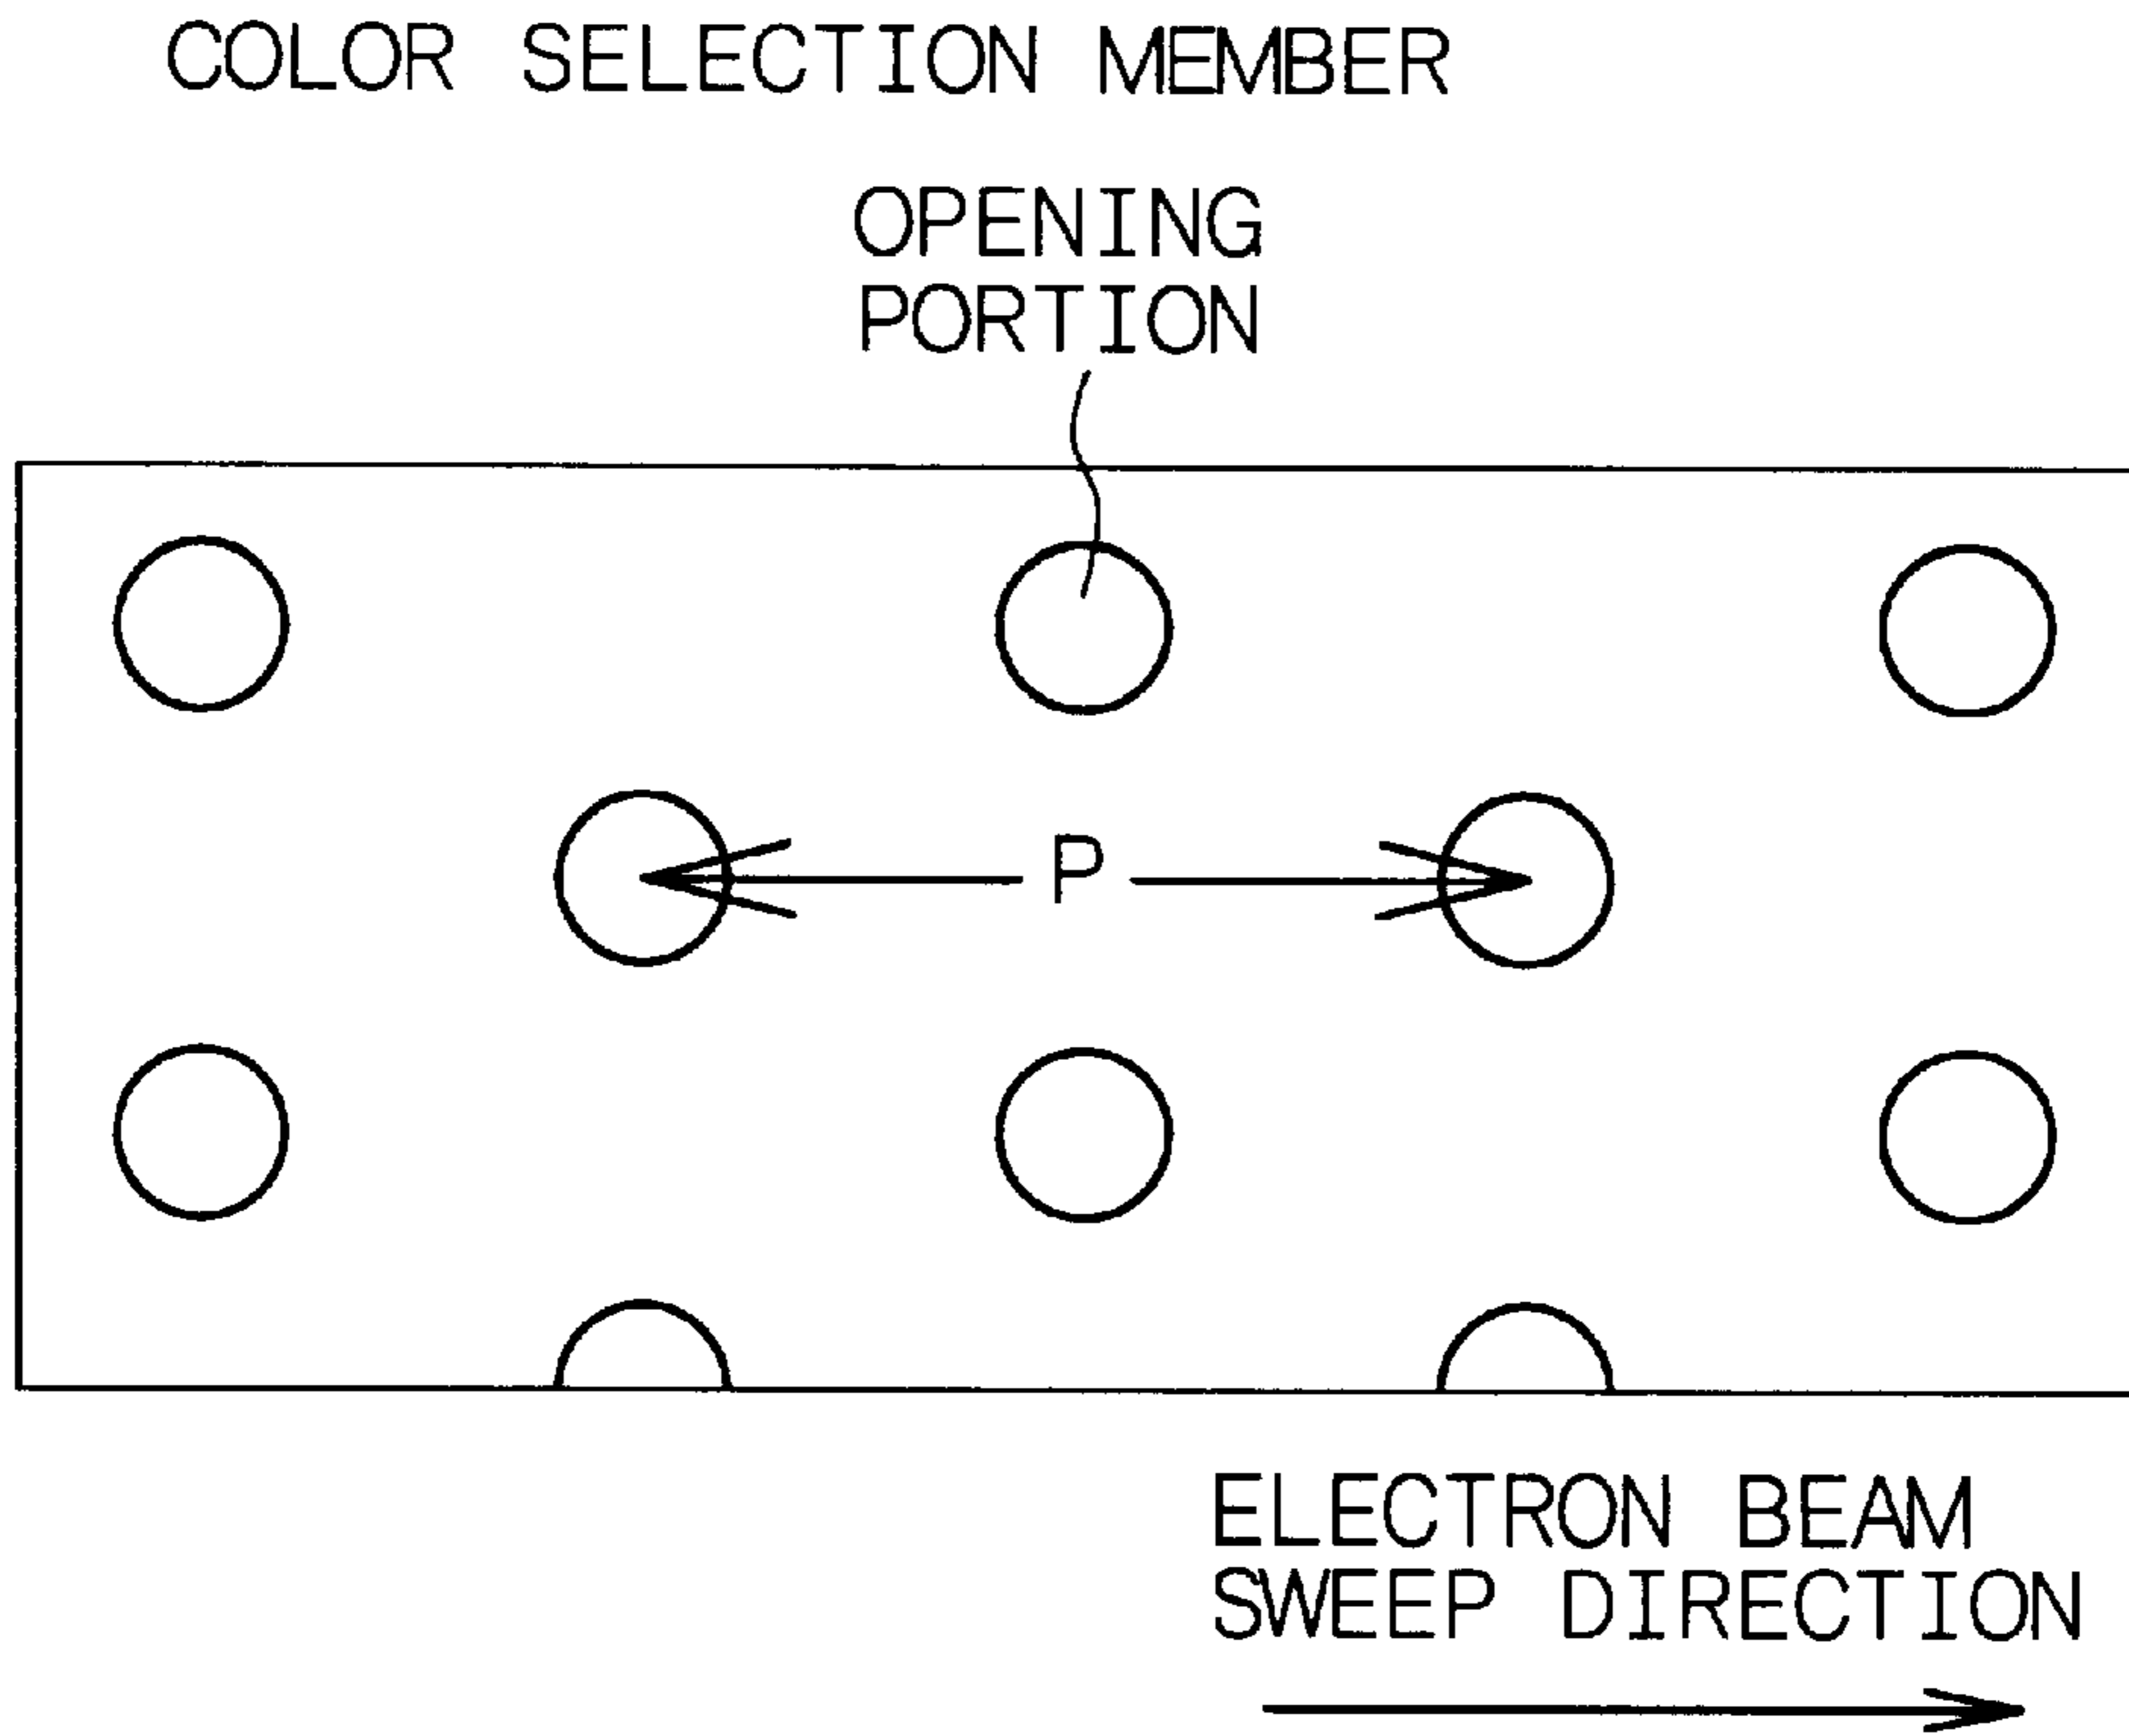 COLOR SELECTION MEMBER
OPENING
PORTION
P
ELECTRON BEAM
SWEEP DIRECTION